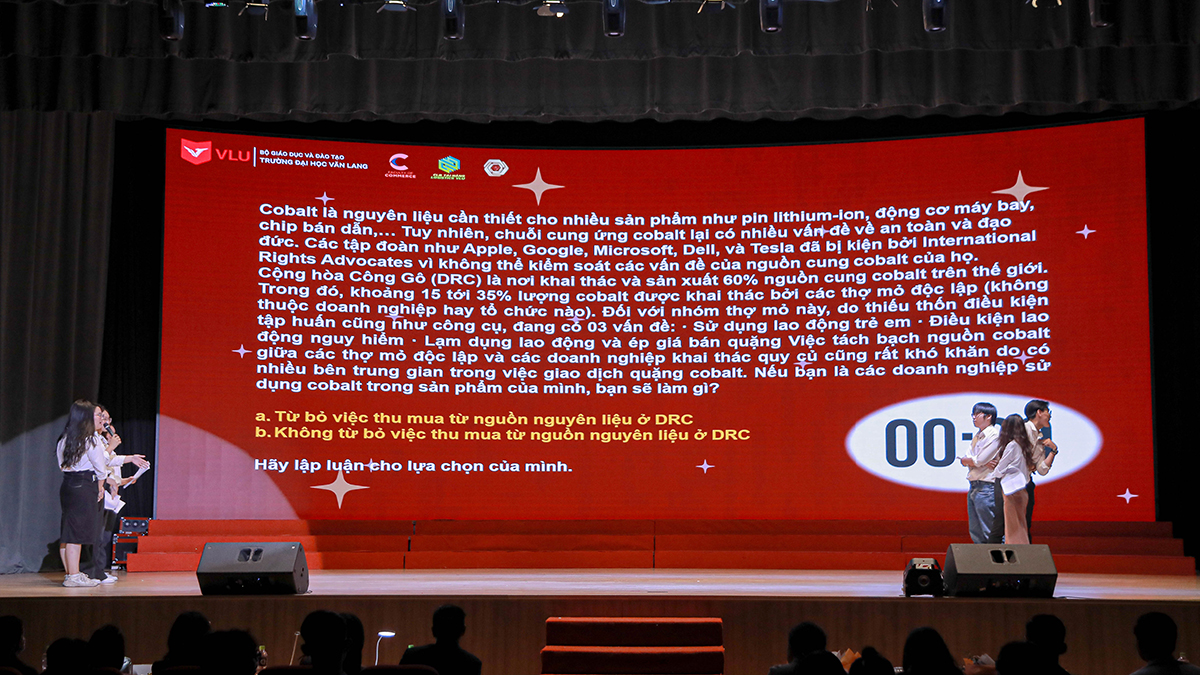 VLU
BỘ GIÁO DỤC VÀ ĐÀO TẠO
TRƯỜNG ĐẠI HỌC VĂN LANG
FACULTY OF
COMMERCE
Cobalt là nguyên liệu cần thiết cho nhiều sản phẩm như pin lithium-ion, động cơ máy bay,
chip bán dẫn,... Tuy nhiên, chuỗi cung ứng cobalt lại có nhiều vấn đề về an toàn và đạo
đức. Các tập đoàn như Apple, Google, Microsoft, Dell, và Tesla đã bị kiện bởi International
Rights Advocates vì không thể kiểm soát các vấn đề của nguồn cung cobalt của họ.
Cộng hòa Công Gô (DRC) là nơi khai thác và sản xuất 60% nguồn cung cobalt trên thế giới.
Trong đó, khoảng 15 tới 35% lượng cobalt được khai thác bởi các thợ mỏ độc lập (không
thuộc doanh nghiệp hay tổ chức nào). Đối với nhóm thợ mỏ này, do thiếu thốn điều kiện
tập huấn cũng như công cụ, đang có 03 vấn đề: · Sử dụng lao động trẻ em · Điều kiện lao
động nguy hiểm · Lạm dụng lao động và ép giá bán quặng Việc tách bạch nguồn cobalt
giữa các thợ mỏ độc lập và các doanh nghiệp khai thác quy củ cũng rất khó khăn do có
nhiều bên trung gian trong việc giao dịch quặng cobalt. Nếu bạn là các doanh nghiệp sử
dụng cobalt trong sản phẩm của mình, bạn sẽ làm gì?
a. Từ bỏ việc thu mua từ nguồn nguyên liệu ở DRC
b. Không từ bỏ việc thu mua từ nguồn nguyên liệu ở DRC
00:
Hãy lập luận cho lựa chọn của mình.